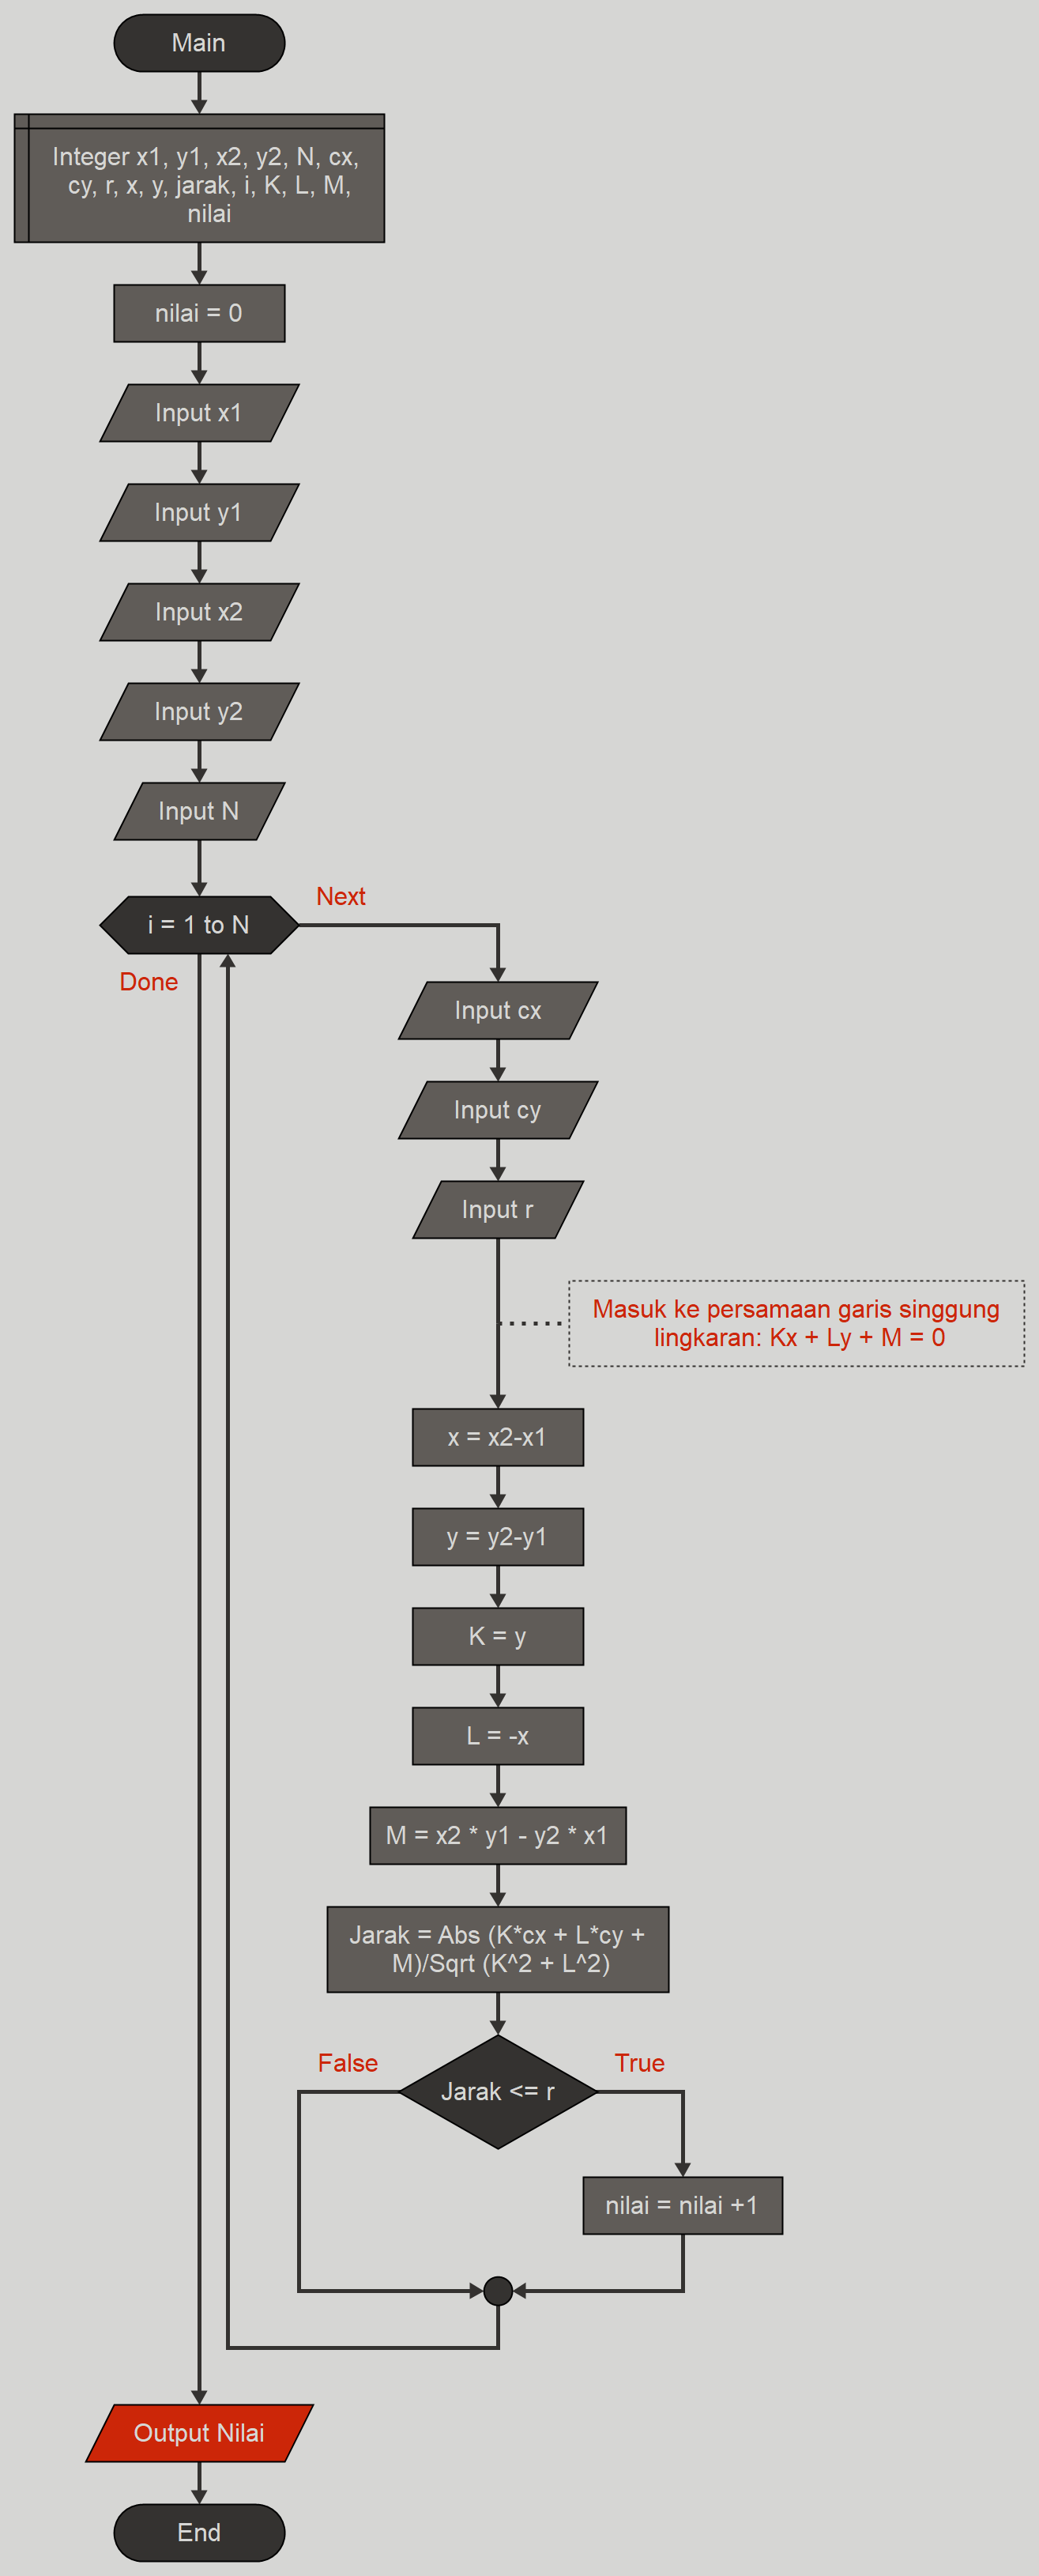 Main
Integer x1, y1, x2, y2, N, cx,
cy, r, x, y, jarak, i, K, L, M,
nilai
nilai = 0
Input x1
Input y1
Input x2
Input y2
Input N
i = 1 to N
Next
Done
Input cx
Input cy
Input r
Masuk ke persamaan garis singgung
lingkaran: Kx + Ly + M = 0
x = x2-x1
y = y2-y1
K = y
L = -x
M = x2 * y1 - y2 * x1
Jarak = Abs (K*cx + L*cy +
M)/Sqrt (K^2 + L^2)
False
True
Jarak <= r
nilai = nilai +1
Output Nilai
End